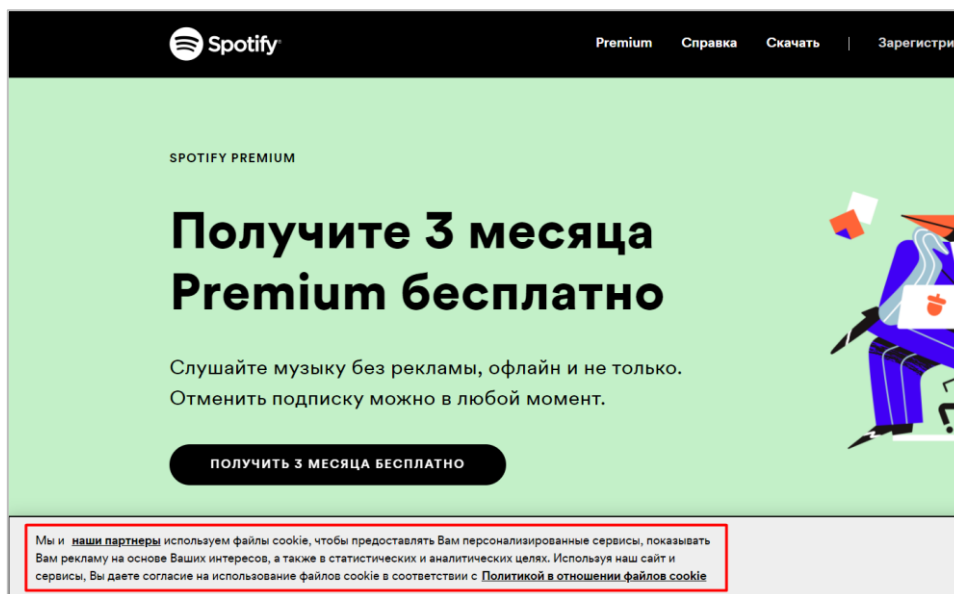 Spotify
Premium Справка Скачать | Зарегистри
SPOTIFY PREMIUM
Получите 3 месяца
Premium бесплатно
Слушайте музыку без рекламы, офлайн и не только.
Отменить подписку можно в любой момент.
ПОЛУЧИТЬ 3 МЕСЯЦА БЕСПЛАТНО
Мы и наши партнеры используем файлы cookie, чтобы предоставлять Вам персонализированные сервисы, показывать
Вам рекламу на основе Ваших интересов, а также в статистических и аналитических целях. Используя наш сайт и
сервисы, Вы даете согласие на использование файлов cookie в соответствии с Политикой в отношении файлов cookie